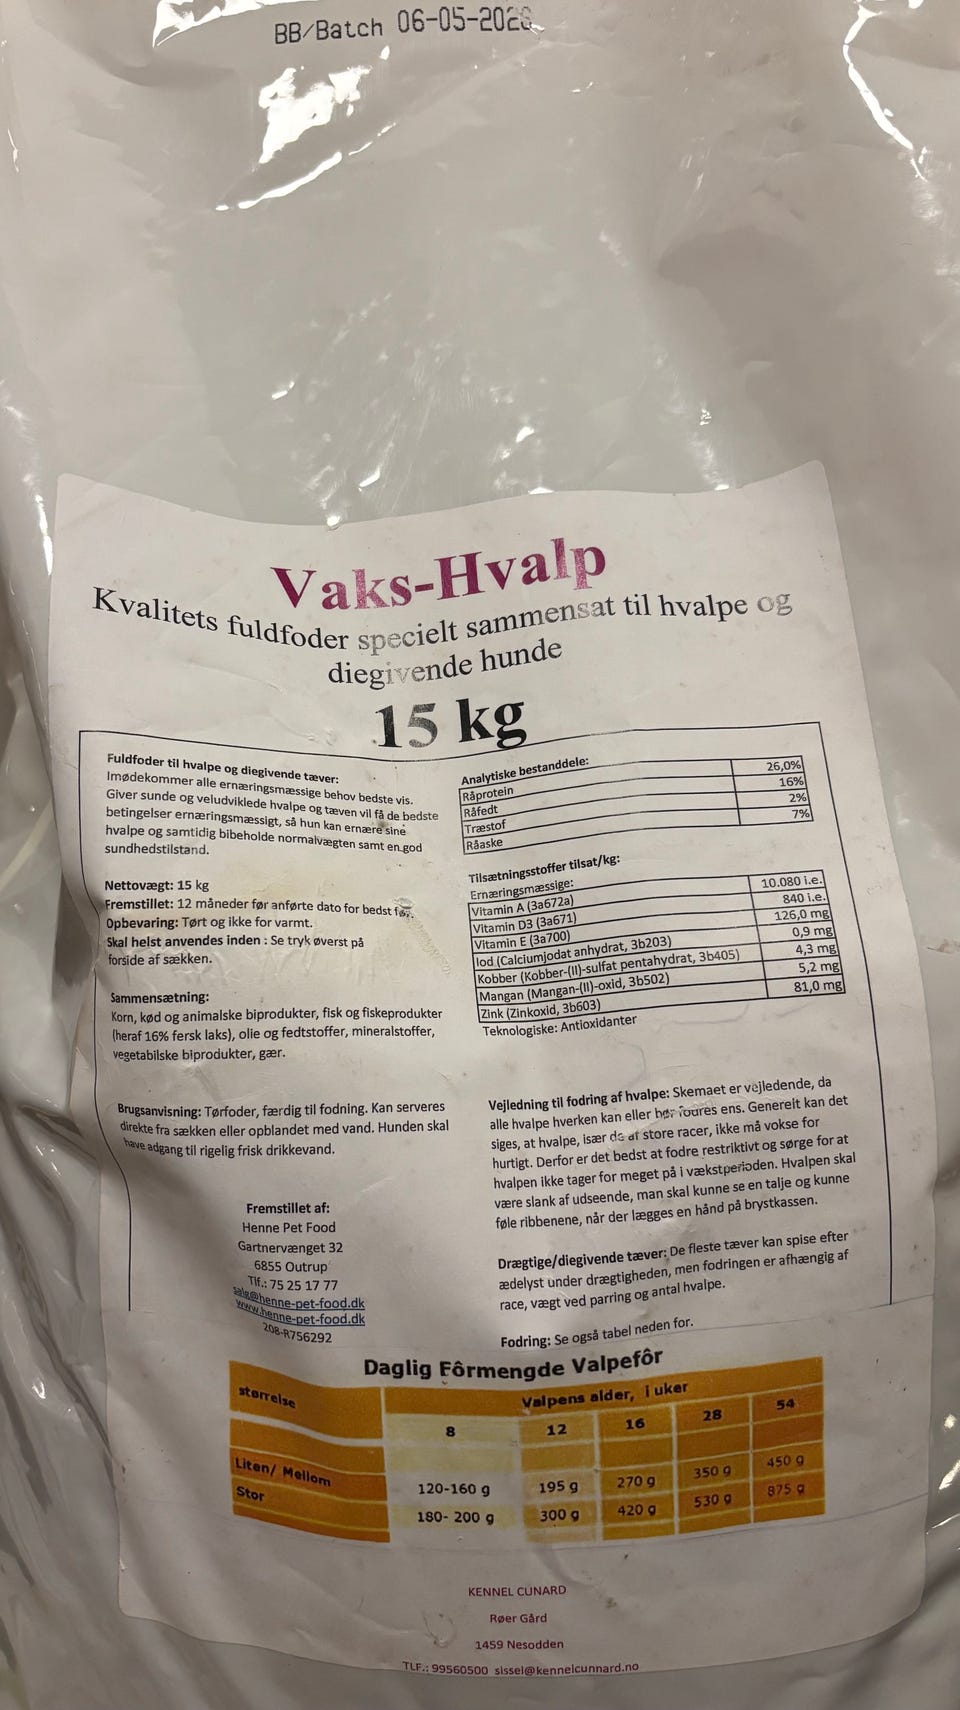 BB/Batch 06-05-202
Vaks-Hvalp
Kvalitets fuldfoder specielt sammensat til hvalpe og
diegivende hunde
15 kg
Fuldfoder til hvalpe og diegivende tæver:
Imødekommer alle ernæringsmæssige behov bedste vis.
Giver sunde og veludviklede hvalpe og tæven vil få de bedste
betingelser ernæringsmæssigt, så hun kan ernære sine
hvalpe og samtidig bibeholde normalvægten samt en god
sundhedstilstand.
Nettovægt: 15 kg
Fremstillet: 12 måneder før anførte dato for bedst før.
Opbevaring: Tørt og ikke for varmt.
Skal helst anvendes inden : Se tryk øverst på
forside af sækken.
Sammensætning:
Korn, kød og animalske biprodukter, fisk og fiskeprodukter
(heraf 16% fersk laks), olie og fedtstoffer, mineralstoffer,
vegetabilske biprodukter, gær.
Brugsanvisning: Tørfoder, færdig til fodning. Kan serveres
direkte fra sækken eller opblandet med vand. Hunden skal
have adgang til rigelig frisk drikkevand.
Fremstillet af:
Henne Pet Food
Gartnervænget 32
6855 Outrup
Tlf.: 75 25 17 77
salg@henne-pet-food.dk
www.henne-pet-food.dk
208-R756292
Analytiske bestanddele:
Råprotein 26,0%
Råfedt 16%
Træstof 2%
Råaske 7%
Tilsætningsstoffer tilsat/kg:
Ernæringsmæssige:
Vitamin A (3a672a) 10.080 i.e.
Vitamin D3 (3a671) 840 i.e.
Vitamin E (3a700) 126,0 mg
Iod (Calciumjodat anhydrat, 3b203) 0,9 mg
Kobber (Kobber-(II)-sulfat pentahydrat, 3b405) 4,3 mg
Mangan (Mangan-(II)-oxid, 3b502) 5,2 mg
Zink (Zinkoxid, 3b603) 81,0 mg
Teknologiske: Antioxidanter
Vejledning til fodring af hvalpe: Skemaet er vejledende, da
alle hvalpe hverken kan eller bør foдres ens. Generelt kan det
siges, at hvalpe, især de af store racer, ikke må vokse for
hurtigt. Derfor er det bedst at fodre restriktivt og sørge for at
hvalpen ikke tager for meget på i vækstperioden. Hvalpen skal
være slank af udseende, man skal kunne se en talje og kunne
føle ribbenene, når der lægges en hånd på brystkassen.
Drægtige/diegivende tæver: De fleste tæver kan spise efter
ædelyst under drægtigheden, men fodringen er afhængig af
race, vægt ved parring og antal hvalpe.
Fodring: Se også tabel neden for.
Daglig Fôrmengde Valpefôr
størrelse Valpens alder, i uker
8 12 16 28 54
Liten/ Mellom 120-160 g 195 g 270 g 350 g 450 g
Stor 180- 200 g 300 g 420 g 530 g 875 g
KENNEL CUNARD
Røer Gård
1459 Nesodden
TLF.: 99560500 sissel@kennelcunnard.no